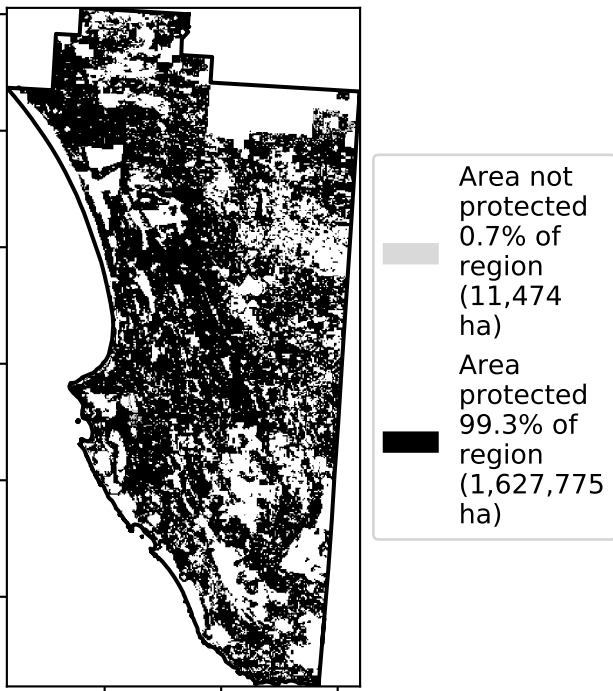 Area not
protected
0.7% of
region
(11,474
ha)
Area
protected
99.3% of
region
(1,627,775
ha)